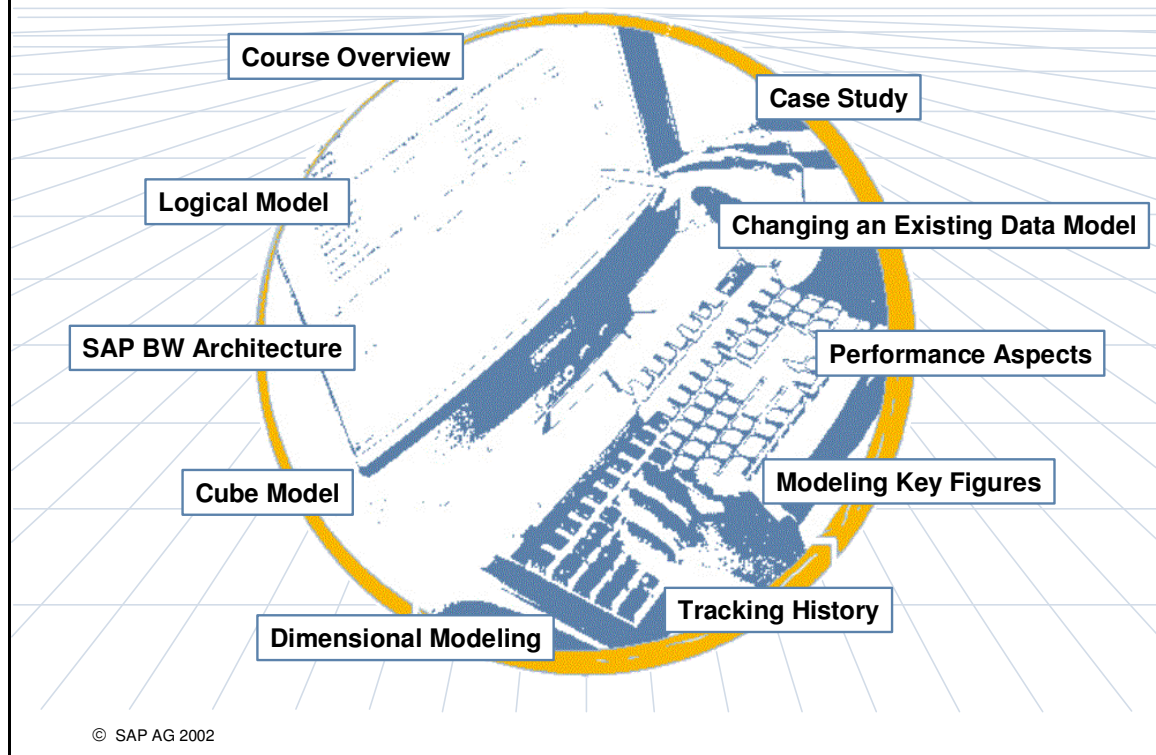 Course Overview
Case Study
Logical Model
Changing an Existing Data Model
SAP BW Architecture
Performance Aspects
Cube Model
Modeling Key Figures
Dimensional Modeling
Tracking History
© SAP AG 2002